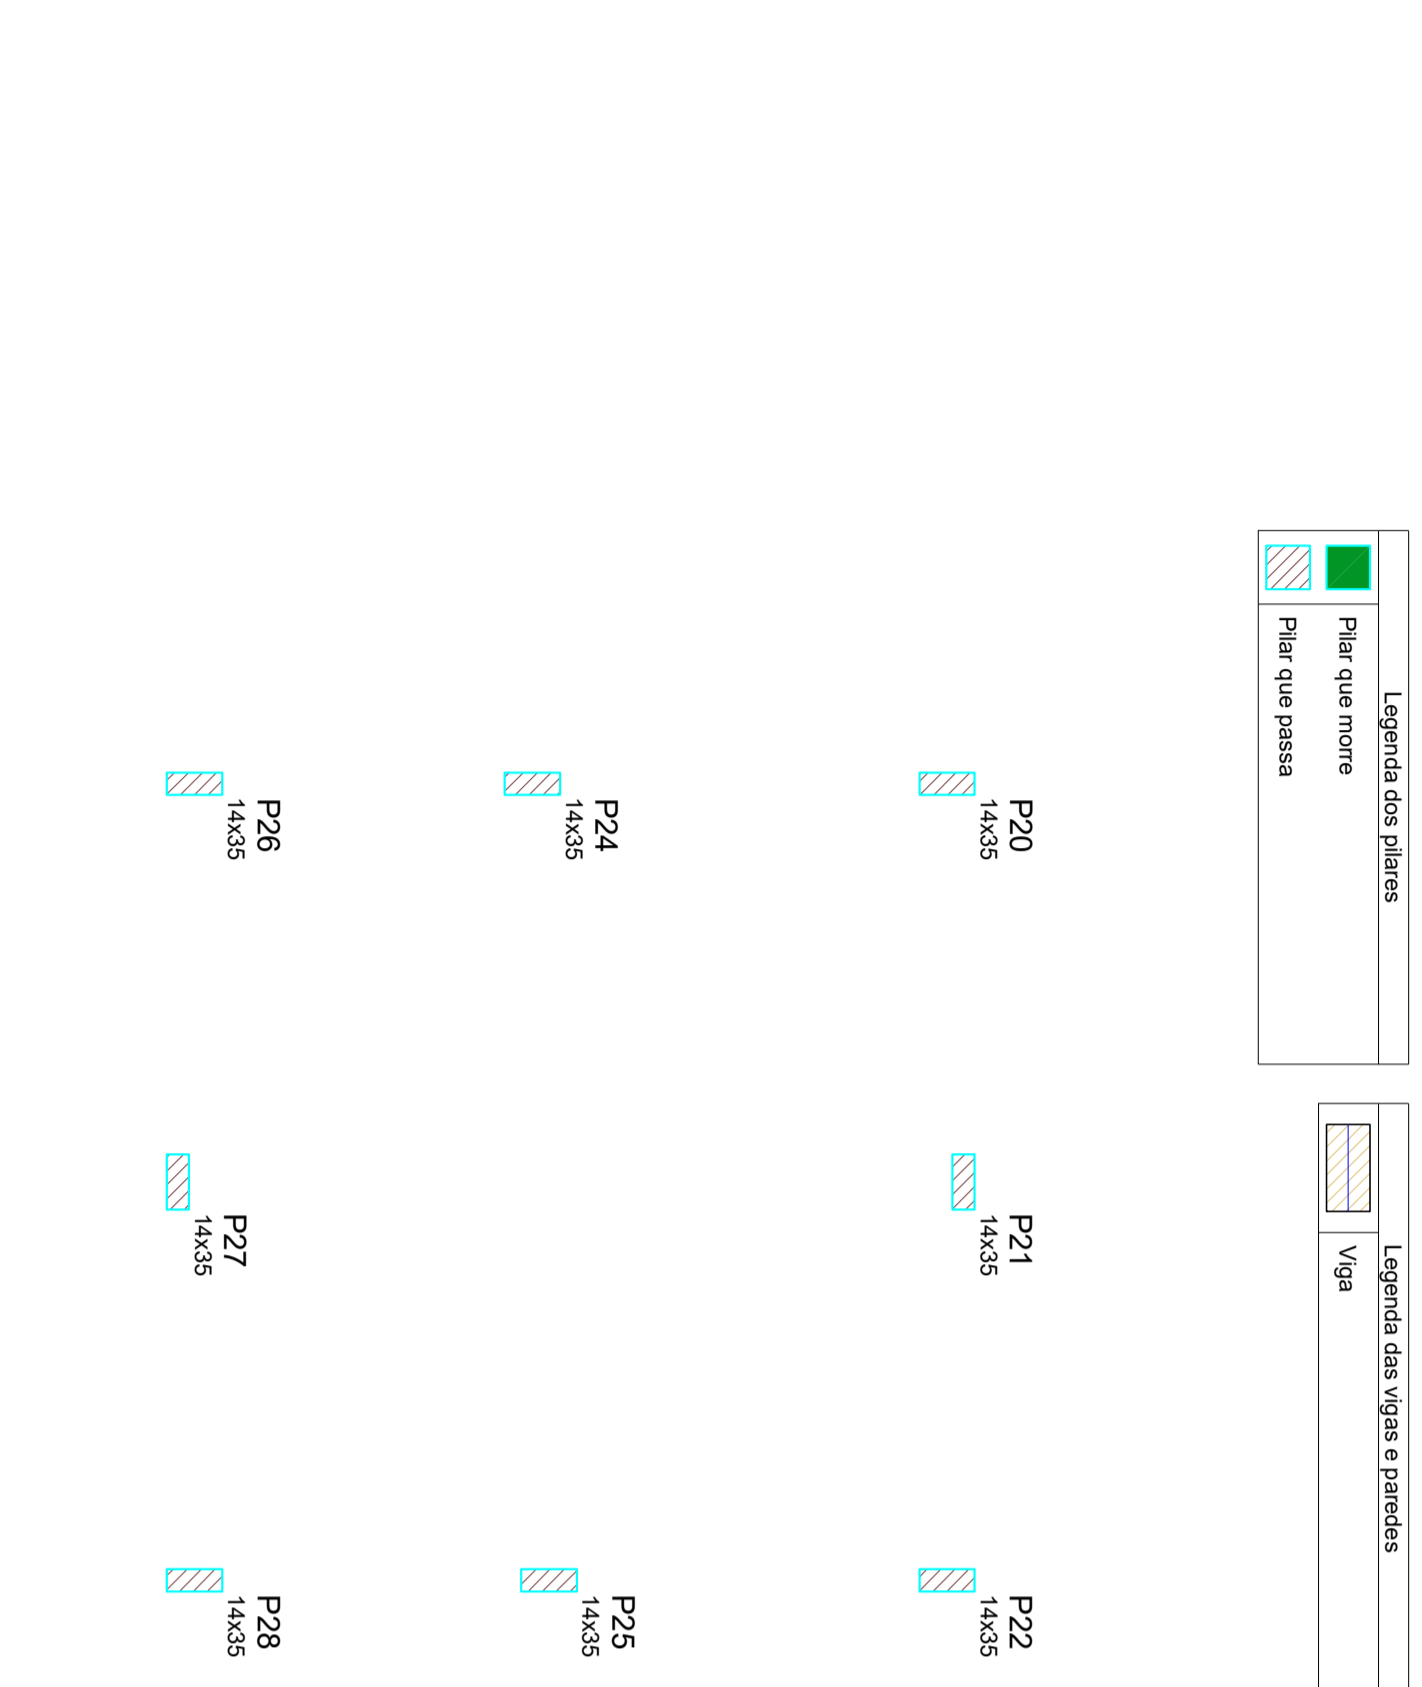 Legenda dos pilares
Pilar que morre
Pilar que passa
Legenda das vigas e paredes
Viga
P20
14x35
P21
14x35
P22
14x35
P24
14x35
P25
14x35
P26
14x35
P27
14x35
P28
14x35